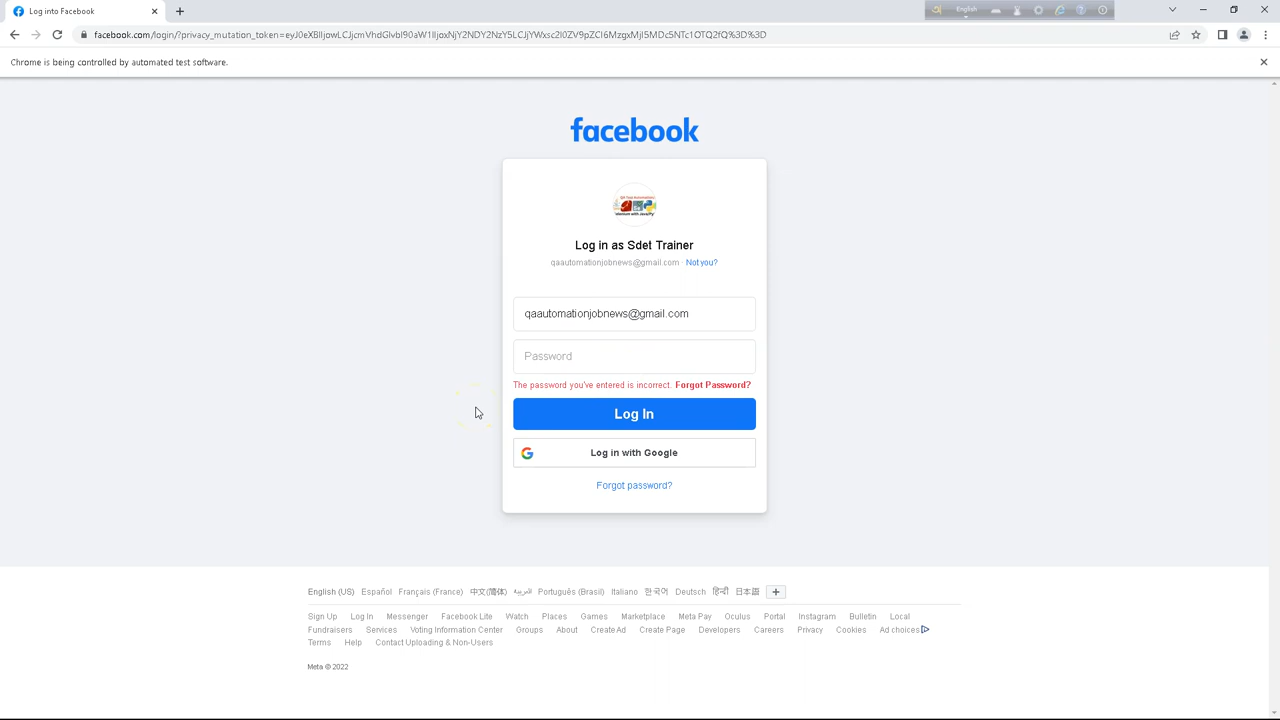 Log into Facebook
English
facebook.com/login/?privacy_mutation_token=
Chrome is being controlled by automated test software.
facebook
Log in as Sdet Trainer
qaautomationjobnews@gmail.com · Not you?
qaautomationjobnews@gmail.com
Password
The password you've entered is incorrect. Forgot Password?
Log In
Log in with Google
Forgot password?
English (US) Español Français (France) 中文(简体) العربية Português (Brasil) Italiano 한국어 Deutsch हिन्दी 日本語 +
Sign Up Log In Messenger Facebook Lite Watch Places Games Marketplace Meta Pay Oculus Portal Instagram Bulletin Local
Fundraisers Services Voting Information Center Groups About Create Ad Create Page Developers Careers Privacy Cookies Ad choices
Terms Help Contact Uploading & Non-Users
Meta © 2022